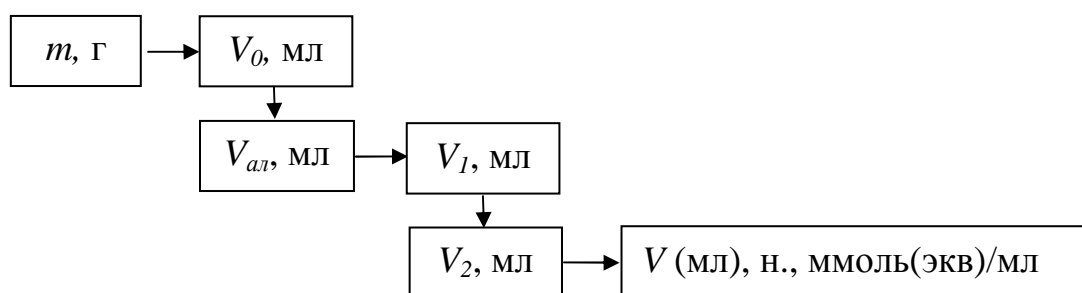 m, г
V₀, мл
Vал, мл
V₁, мл
V₂, мл
V (мл), н., ммоль(экв)/мл